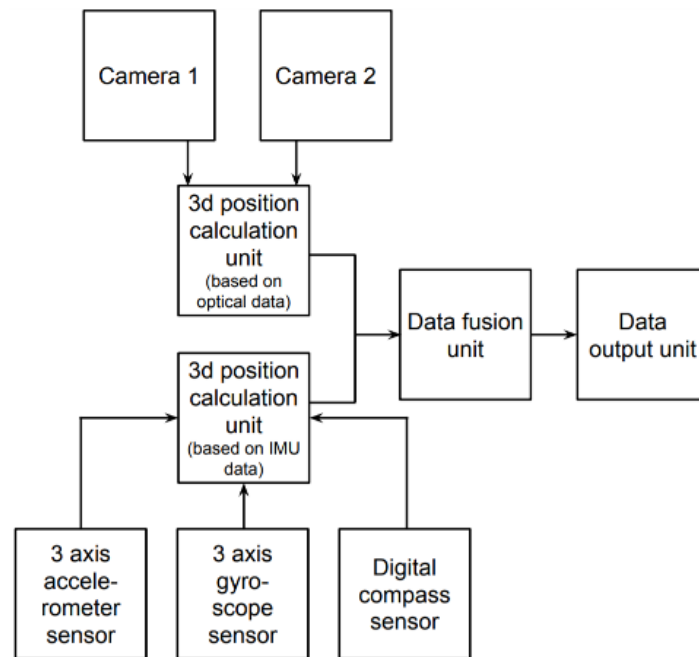 Camera 1
Camera 2
3d position
calculation
unit
(based on
optical data)
Data fusion
unit
Data
output unit
3d position
calculation
unit
(based on IMU
data)
3 axis
accele-
rometer
sensor
3 axis
gyro-
scope
sensor
Digital
compass
sensor